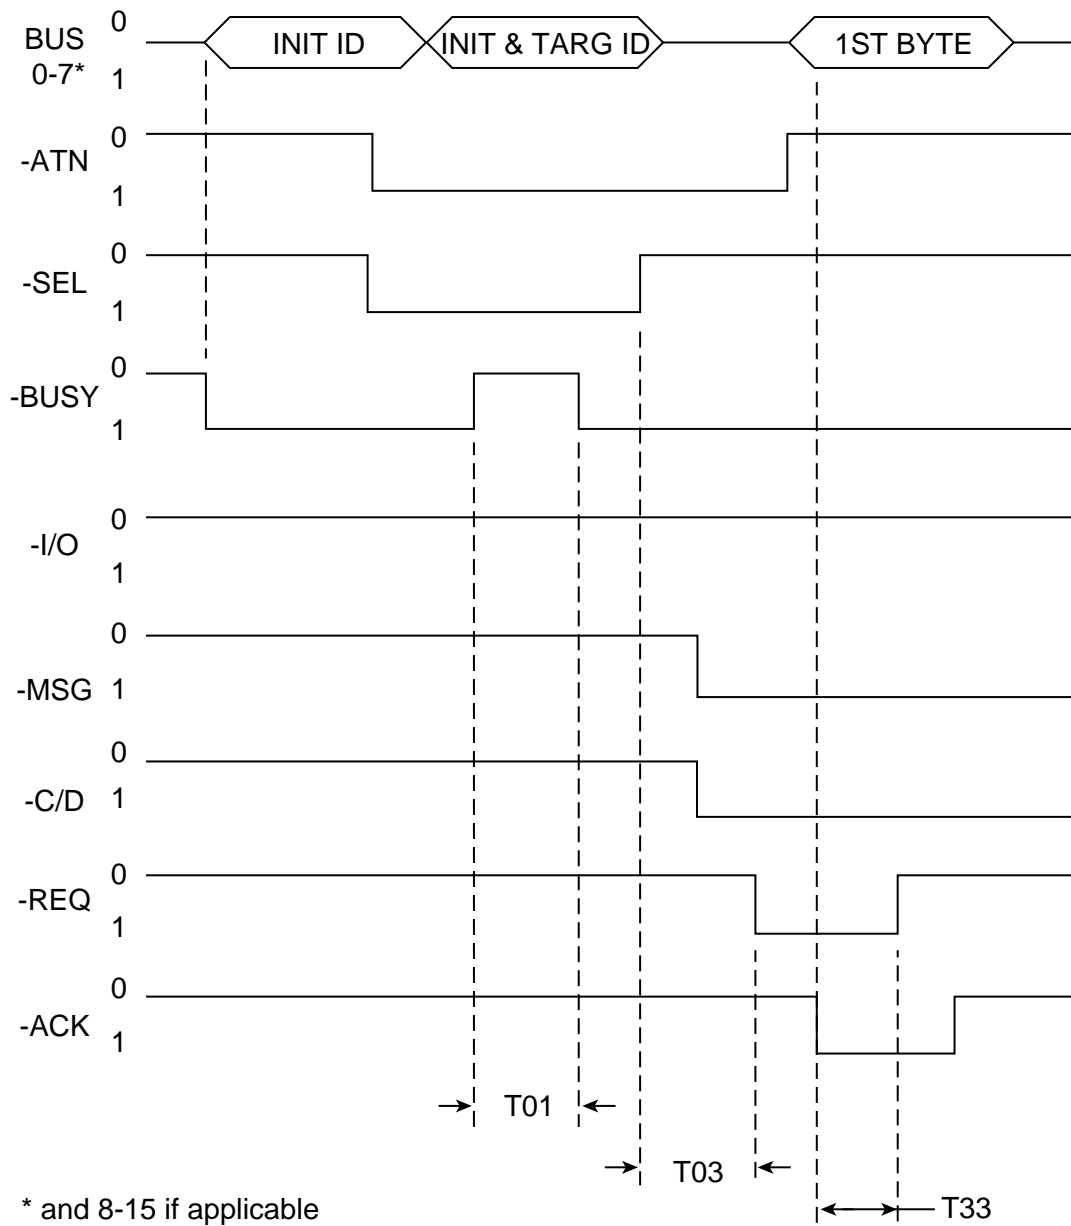 0
BUS
INIT ID
INIT & TARG ID
1ST BYTE
0-7*
1
0
-ATN
1
0
-SEL
1
0
-BUSY
1
0
-I/O
1
0
-MSG 1
0
-C/D 1
0
-REQ
1
0
-ACK
1
T01
T03
T33
* and 8-15 if applicable